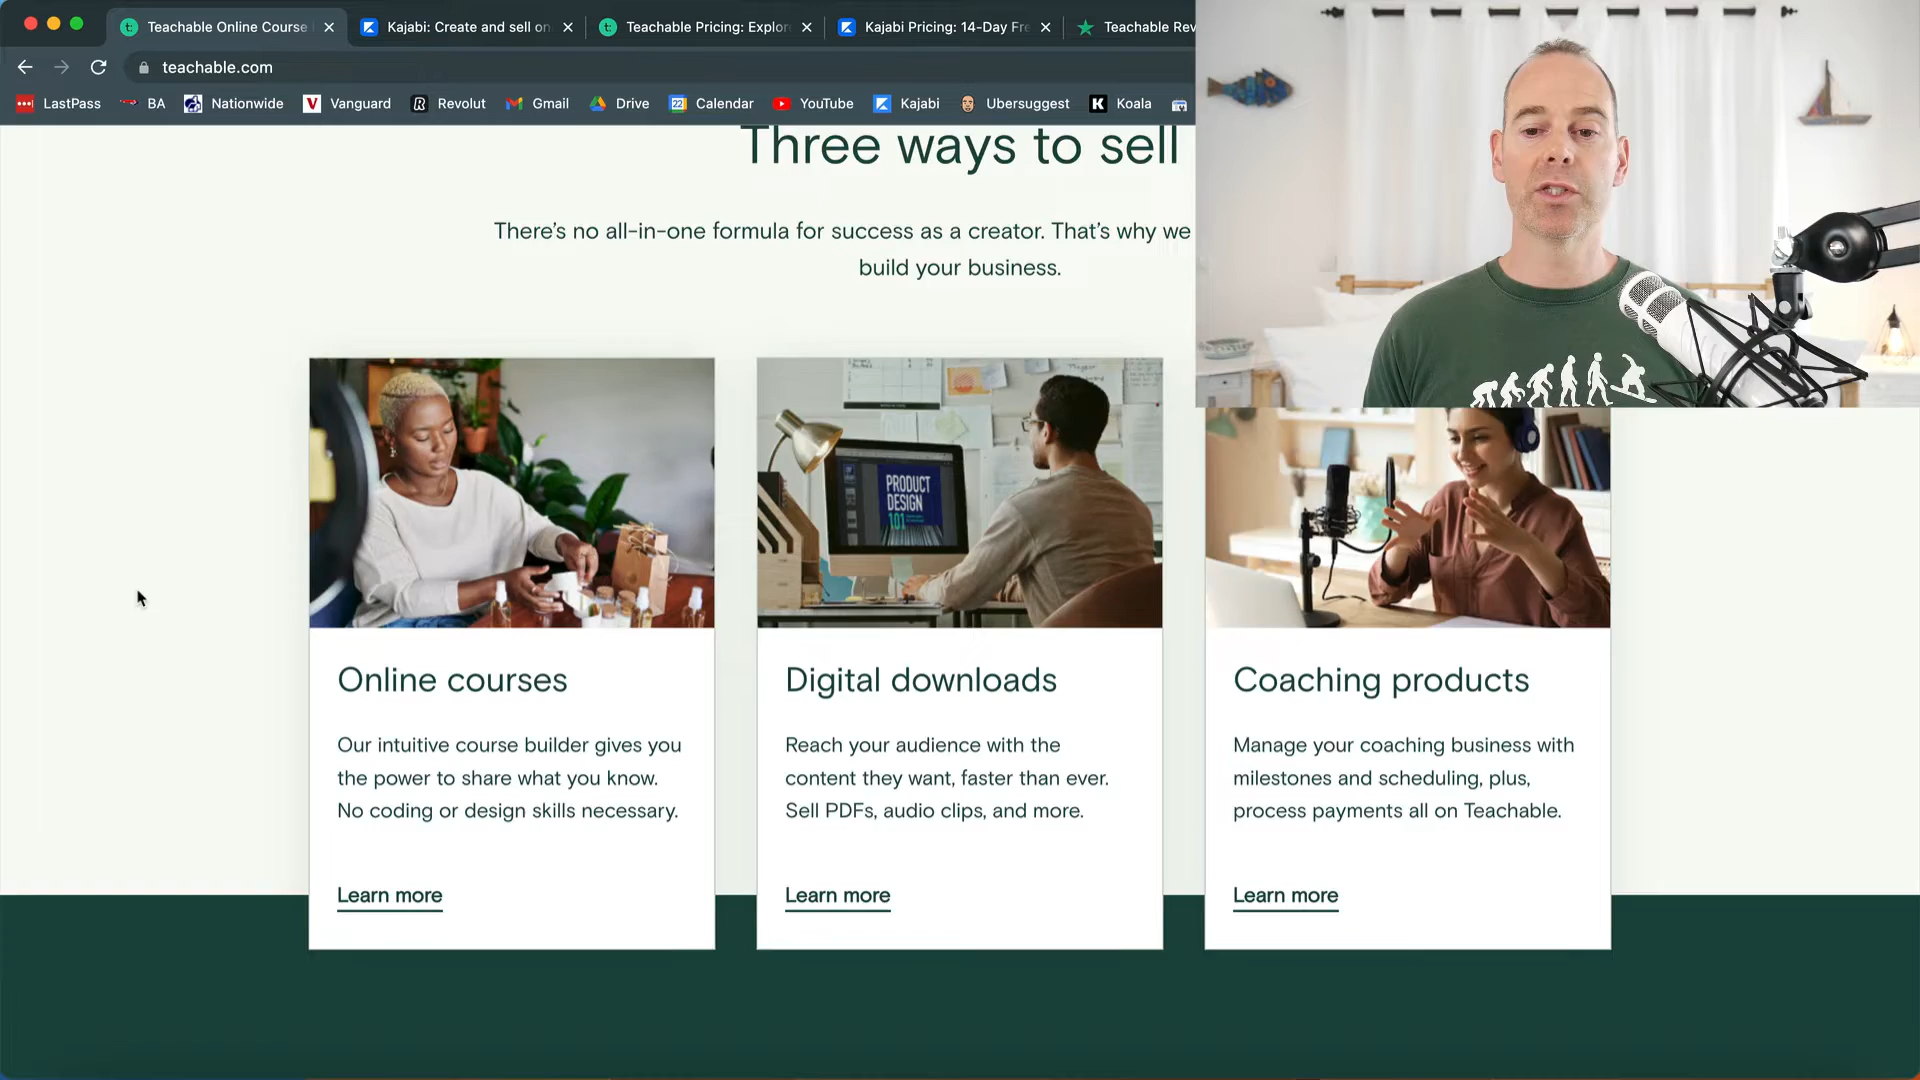 Teachable Online Course
Kajabi: Create and sell on
Teachable Pricing: Explor
Kajabi Pricing: 14-Day Fre
Teachable Rev
teachable.com
LastPass
BA
Nationwide
Vanguard
Revolut
Gmail
Drive
22
Calendar
YouTube
Kajabi
Ubersuggest
Koala
Three ways to sell
There's no all-in-one formula for success as a creator. That's why we
build your business.
PRODUCT
DESIGN
101
Online courses
Our intuitive course builder gives you
the power to share what you know.
No coding or design skills necessary.
Learn more
Digital downloads
Reach your audience with the
content they want, faster than ever.
Sell PDFs, audio clips, and more.
Learn more
Coaching products
Manage your coaching business with
milestones and scheduling, plus,
process payments all on Teachable.
Learn more